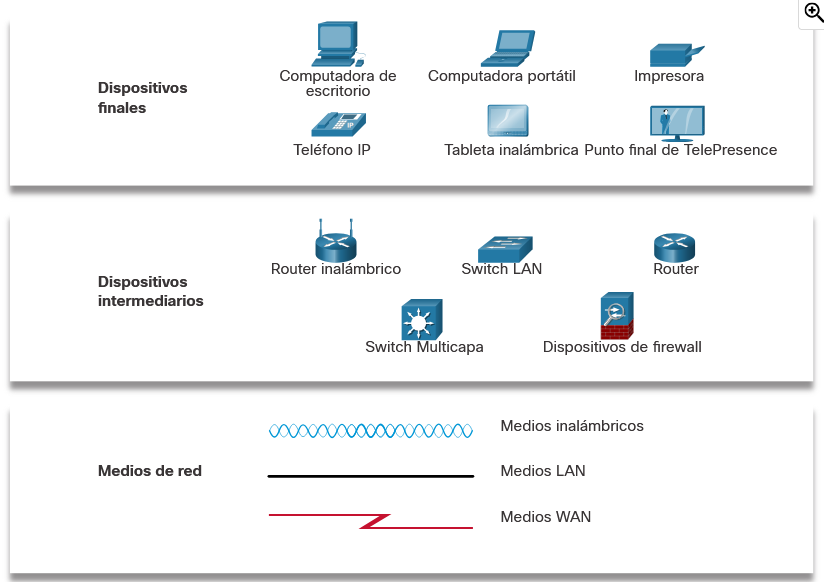 Dispositivos
finales
Computadora de
escritorio
Computadora portátil
Impresora
Teléfono IP
Tableta inalámbrica
Punto final de TelePresence
Dispositivos
intermediarios
Router inalámbrico
Switch LAN
Router
Switch Multicapa
Dispositivos de firewall
Medios de red
Medios inalámbricos
Medios LAN
Medios WAN